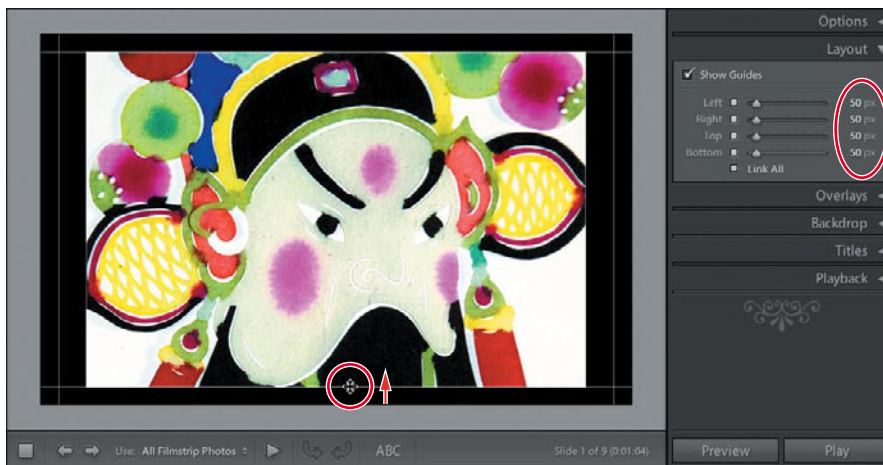 Options
Layout
Show Guides
Left 50 px
Right 50 px
Top 50 px
Bottom 50 px
Link All
Overlays
Backdrop
Titles
Playback
Use: All Filmstrip Photos
ABC
Slide 1 of 9 (0:01:04)
Preview
Play